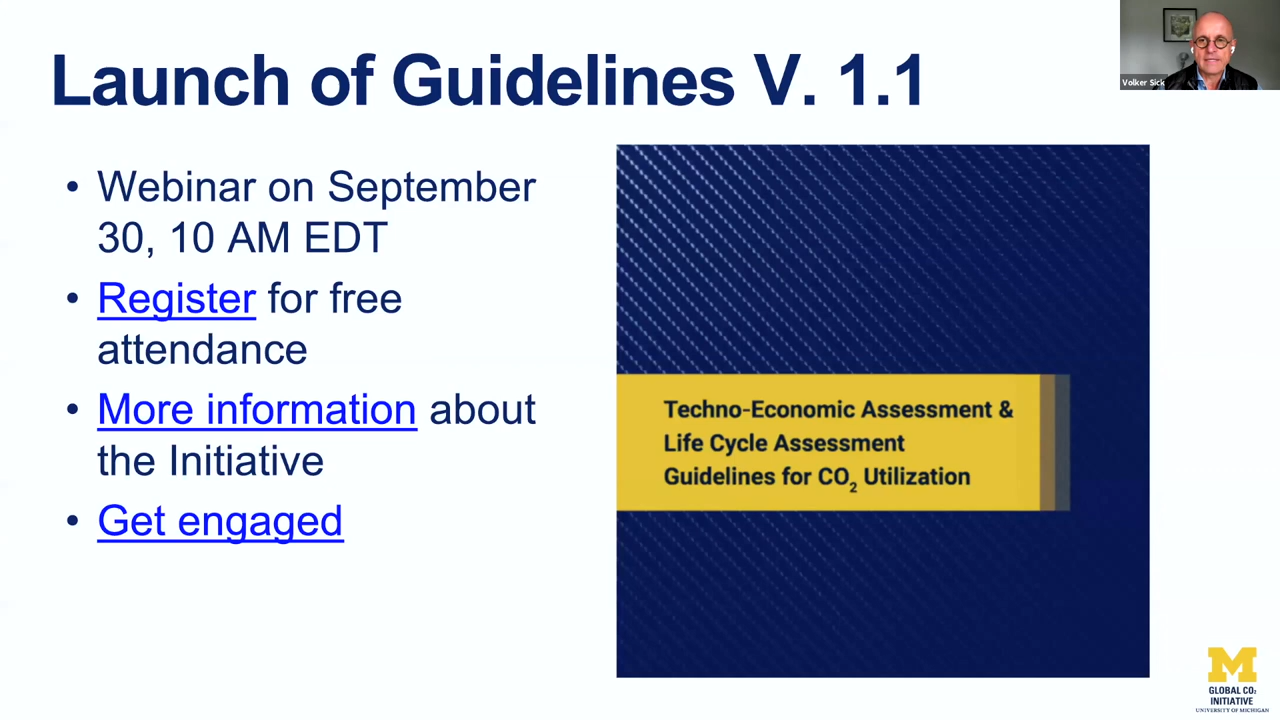 Launch of Guidelines V. 1.1
Volker Sick
• Webinar on September
30, 10 AM EDT
• Register for free
attendance
• More information about
the Initiative
• Get engaged
Techno-Economic Assessment &
Life Cycle Assessment
Guidelines for CO₂ Utilization
M
GLOBAL CO₂
INITIATIVE
UNIVERSITY OF MICHIGAN